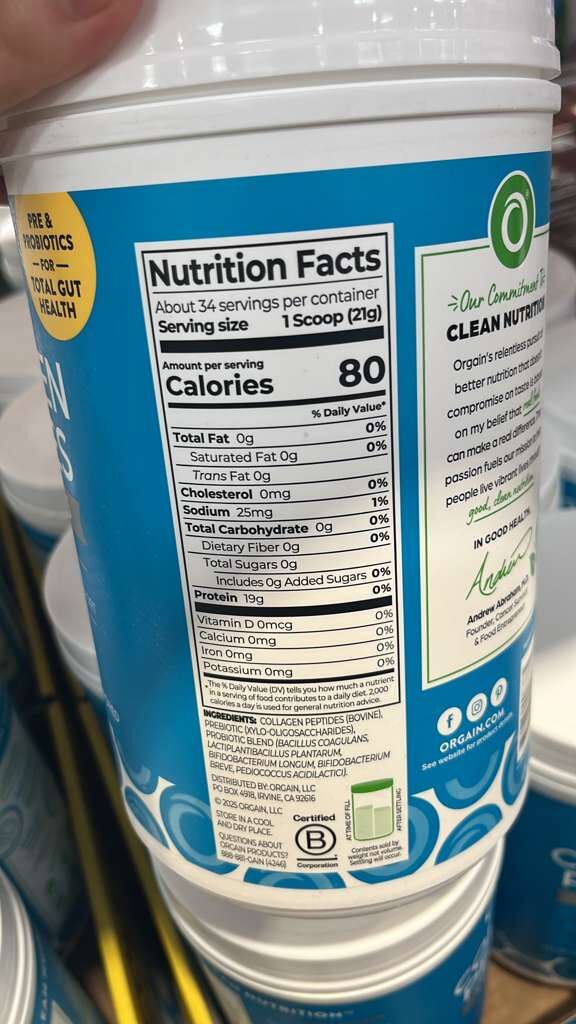 PRE &
PROBIOTICS
— FOR —
TOTAL GUT
HEALTH
Nutrition Facts
About 34 servings per container
Serving size 1 Scoop (21g)
Amount per serving
Calories 80
% Daily Value*
Total Fat 0g 0%
Saturated Fat 0g 0%
Trans Fat 0g
Cholesterol 0mg 0%
Sodium 25mg 1%
Total Carbohydrate 0g 0%
Dietary Fiber 0g 0%
Total Sugars 0g
Includes 0g Added Sugars 0%
Protein 19g 0%
Vitamin D 0mcg 0%
Calcium 0mg 0%
Iron 0mg 0%
Potassium 0mg 0%
*The % Daily Value (DV) tells you how much a nutrient
in a serving of food contributes to a daily diet. 2,000
calories a day is used for general nutrition advice.
INGREDIENTS: COLLAGEN PEPTIDES (BOVINE),
PREBIOTIC (XYLO-OLIGOSACCHARIDES),
PROBIOTIC BLEND (BACILLUS COAGULANS,
LACTIPLANTIBACILLUS PLANTARUM,
BIFIDOBACTERIUM LONGUM, BIFIDOBACTERIUM
BREVE, PEDIOCOCCUS ACIDILACTICI).
DISTRIBUTED BY: ORGAIN, LLC
PO BOX 4918, IRVINE, CA 92616
© 2025 ORGAIN, LLC
STORE IN A COOL
AND DRY PLACE.
QUESTIONS ABOUT
ORGAIN PRODUCTS?
888-881-GAIN (4246)
Certified
B
Corporation
AT TIME OF FILL
AFTER SETTLING
Contents sold by
weight not volume.
Settling will occur.
Our Commitment To
CLEAN NUTRITION
Orgain's relentless pursuit of
better nutrition that doesn't
compromise on taste is
on my belief that
can make a real difference.
passion fuels our mission
people live vibrant lives
good, clean nutrition.
IN GOOD HEALTH,
Andrew
Andrew Abraham, M.D.
Founder, Cancer Survivor
& Food Entrepreneur
ORGAIN.COM
See website for product details